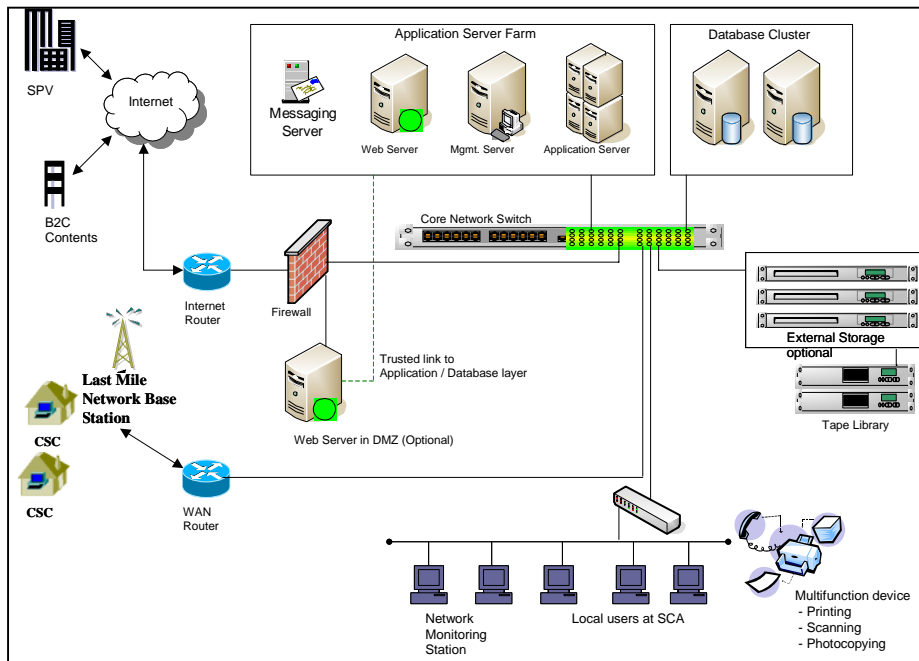 Application Server Farm
Database Cluster
SPV
Internet
Messaging
Server
Web Server
Mgmt. Server
Application Server
B2C
Contents
Core Network Switch
Internet
Router
Firewall
External Storage
optional
Trusted link to
Application / Database layer
Last Mile
Network Base
Station
CSC
Tape Library
Web Server in DMZ (Optional)
CSC
WAN
Router
Network
Monitoring
Station
Local users at SCA
Multifunction device
- Printing
- Scanning
- Photocopying